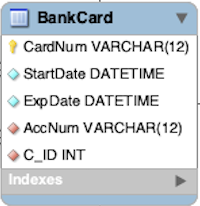 BankCard
CardNum VARCHAR(12)
StartDate DATETIME
ExpDate DATETIME
AccNum VARCHAR(12)
C_ID INT
Indexes